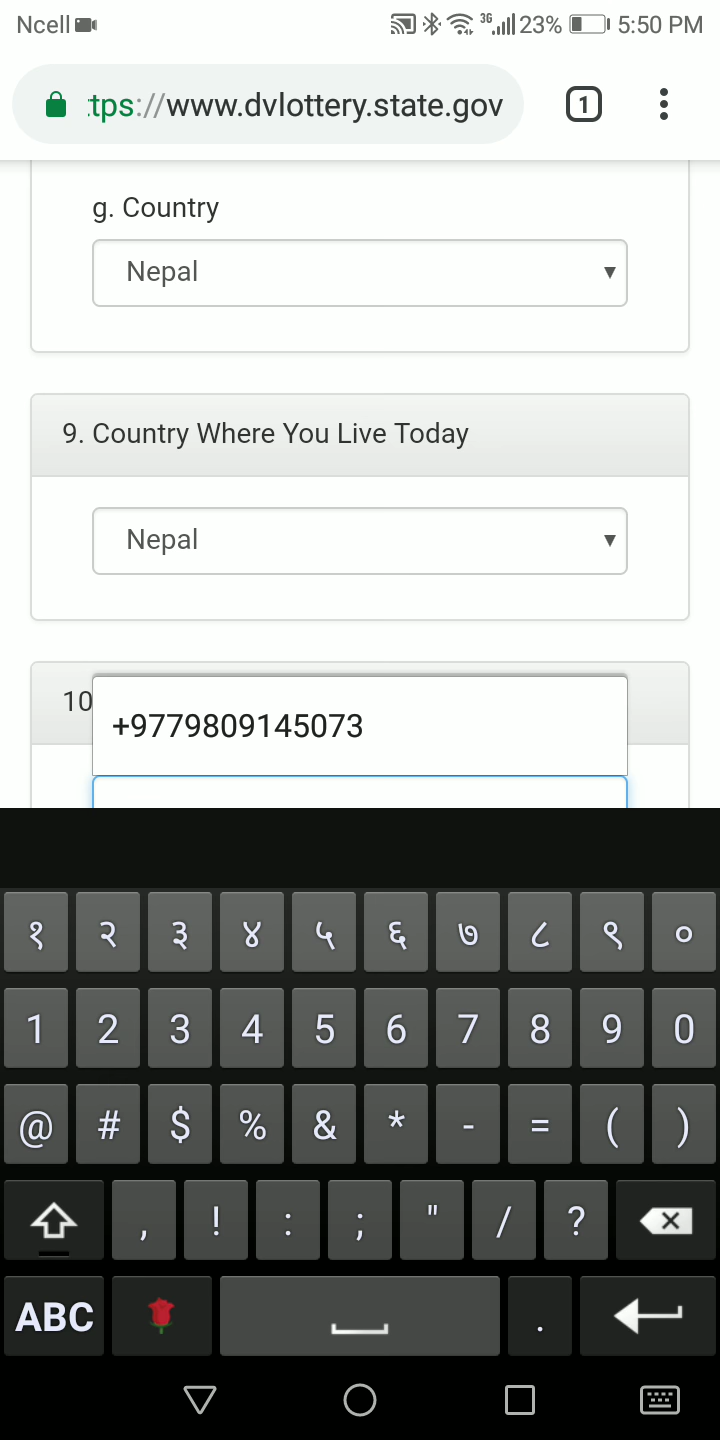 Ncell 3G 23% 5:50 PM
tps://www.dvlottery.state.gov 1
g. Country
Nepal
9. Country Where You Live Today
Nepal
10
+9779809145073
१ २ ३ ४ ५ ६ ७ ८ ९ ०
1 2 3 4 5 6 7 8 9 0
@ # $ % & * - = ( )
, ! : ; " / ?
ABC .